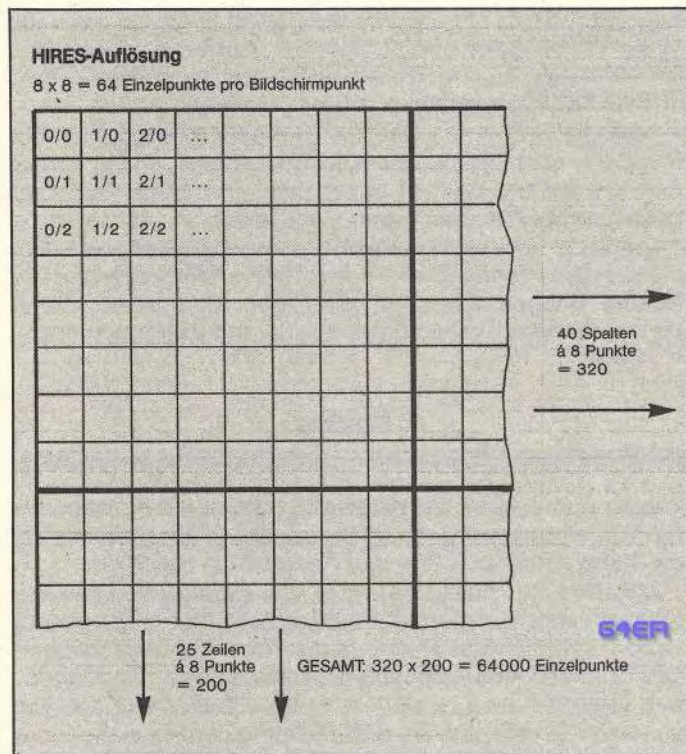 HIRES-Auflösung
8 x 8 = 64 Einzelpunkte pro Bildschirmpunkt
0/0 1/0 2/0 ...
0/1 1/1 2/1 ...
0/2 1/2 2/2 ...
40 Spalten
á 8 Punkte
= 320
25 Zeilen
á 8 Punkte
= 200
GESAMT: 320 x 200 = 64000 Einzelpunkte
64ER